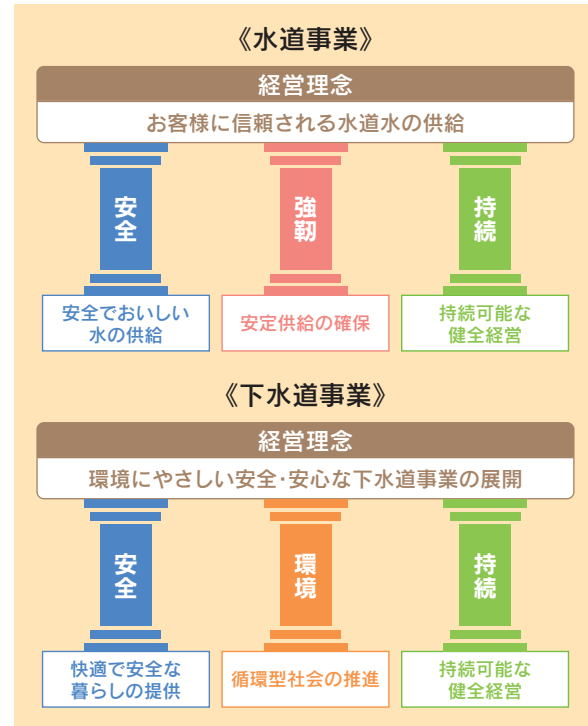 《水道事業》
経営理念
お客様に信頼される水道水の供給
安全
強靭
持続
安全でおいしい
水の供給
安定供給の確保
持続可能な
健全経営
《下水道事業》
経営理念
環境にやさしい安全・安心な下水道事業の展開
安全
環境
持続
快適で安全な
暮らしの提供
循環型社会の推進
持続可能な
健全経営